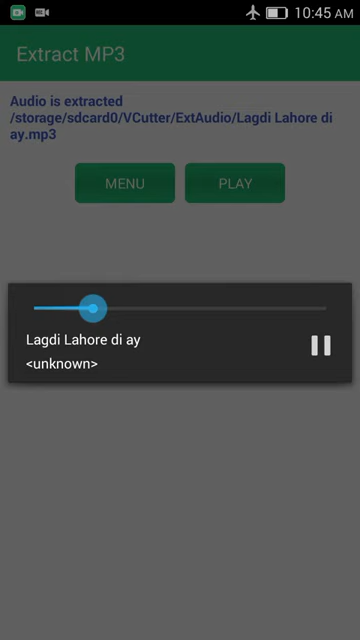 10:45 AM
Extract MP3
Audio is extracted
/storage/sdcard0/VCutter/ExtAudio/Lagdi Lahore di
ay.mp3
MENU PLAY
Lagdi Lahore di ay
<unknown>